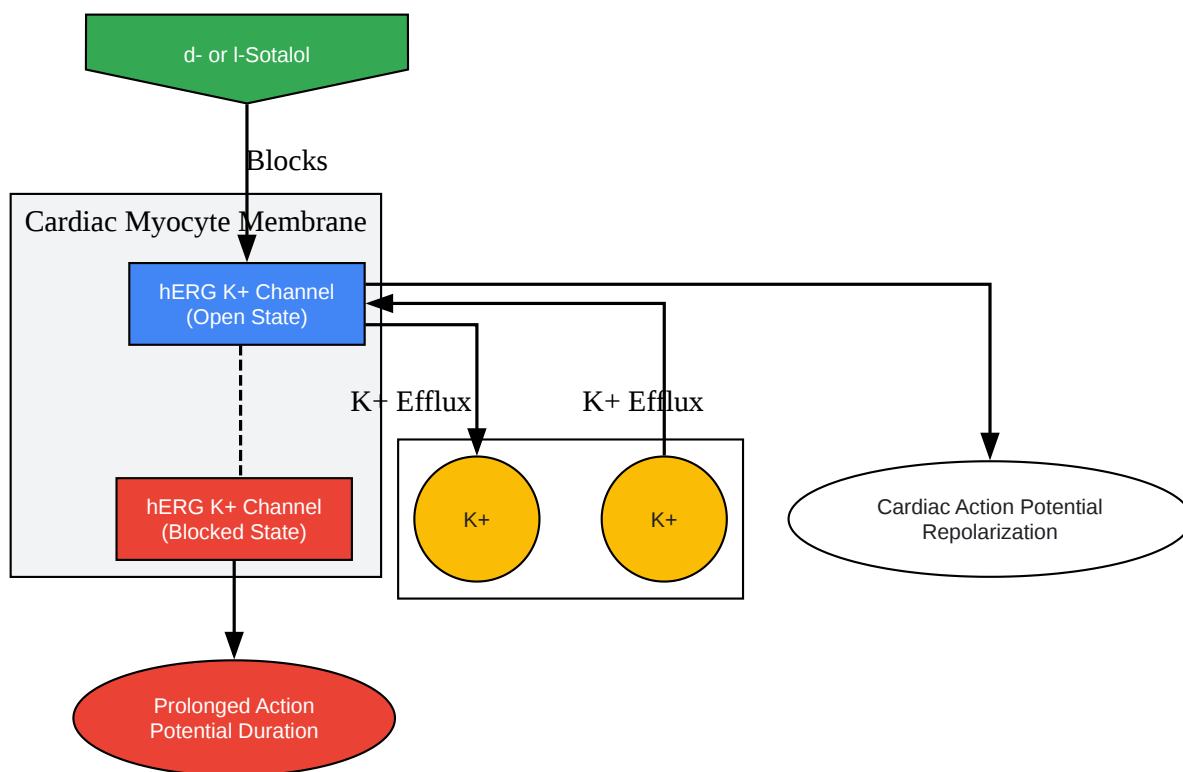 d- or l-Sotalol
Blocks
Cardiac Myocyte Membrane
hERG K+ Channel
(Open State)
K+ Efflux
K+ Efflux
hERG K+ Channel
(Blocked State)
K+
K+
Cardiac Action Potential
Repolarization
Prolonged Action
Potential Duration